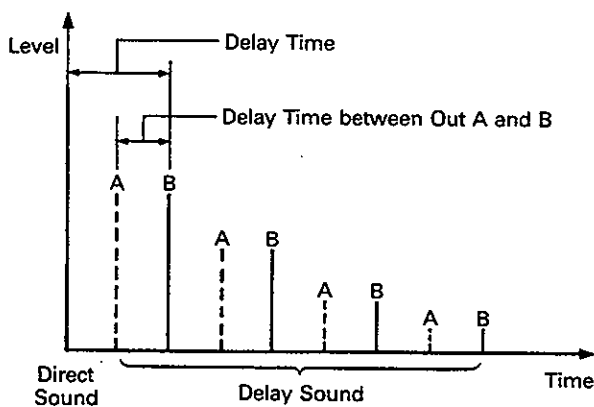 Level
Delay Time
Delay Time between Out A and B
A B
A B
A B
A B
Direct
Sound
Delay Sound
Time